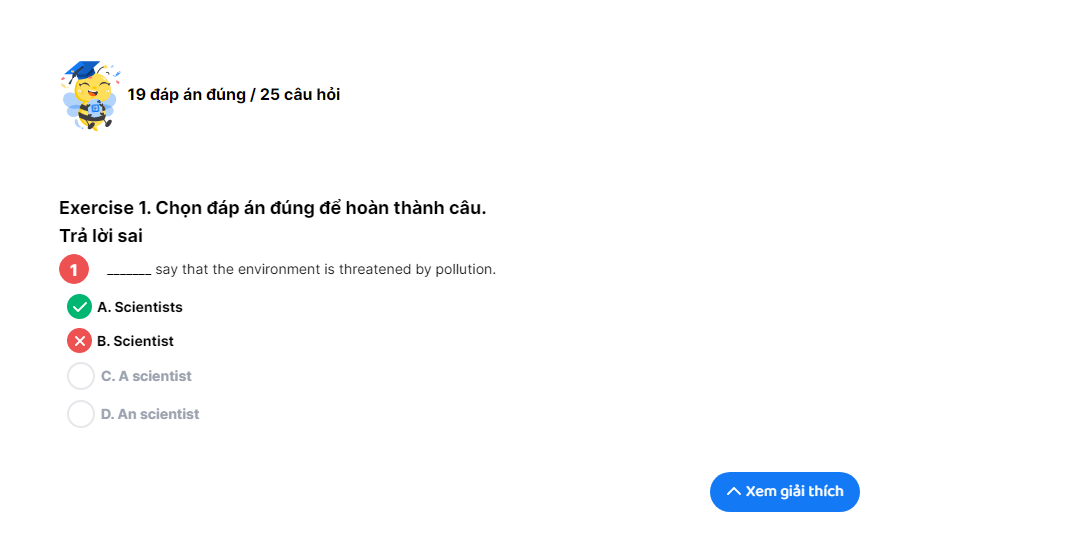 19 đáp án đúng / 25 câu hỏi
Exercise 1. Chọn đáp án đúng để hoàn thành câu.
Trả lời sai
1 _______ say that the environment is threatened by pollution.
A. Scientists
B. Scientist
C. A scientist
D. An scientist
Xem giải thích